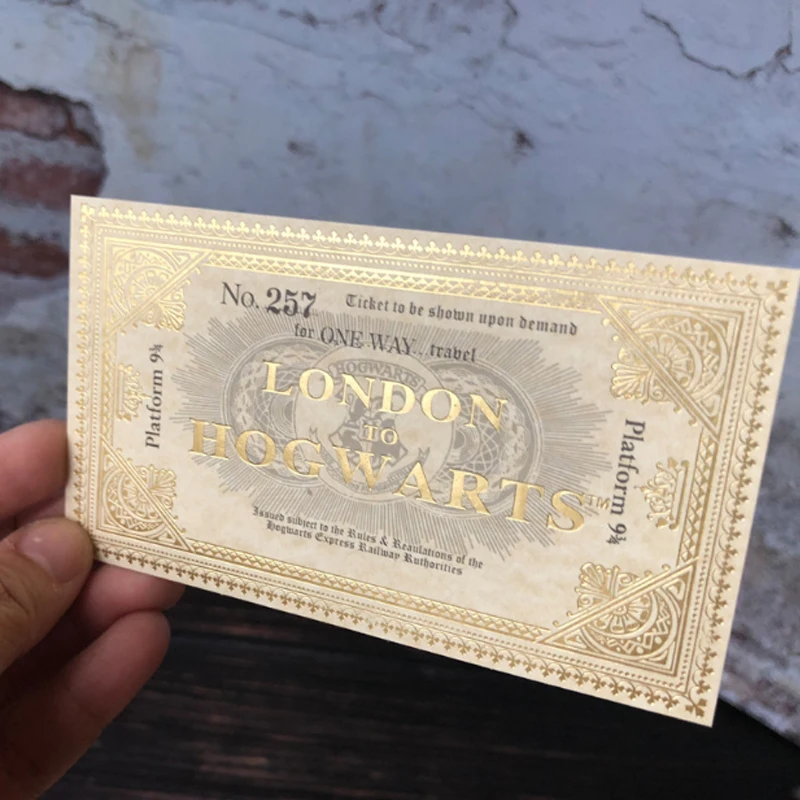 No. 257 Ticket to be shown upon demand
for ONE WAY.. travel
HOGWARTS
LONDON
TO
HOGWARTS™
Platform 9¾
Platform 9¾
Issued subject to the Rules & Regulations of the
Hogwarts Express Railway Authorities